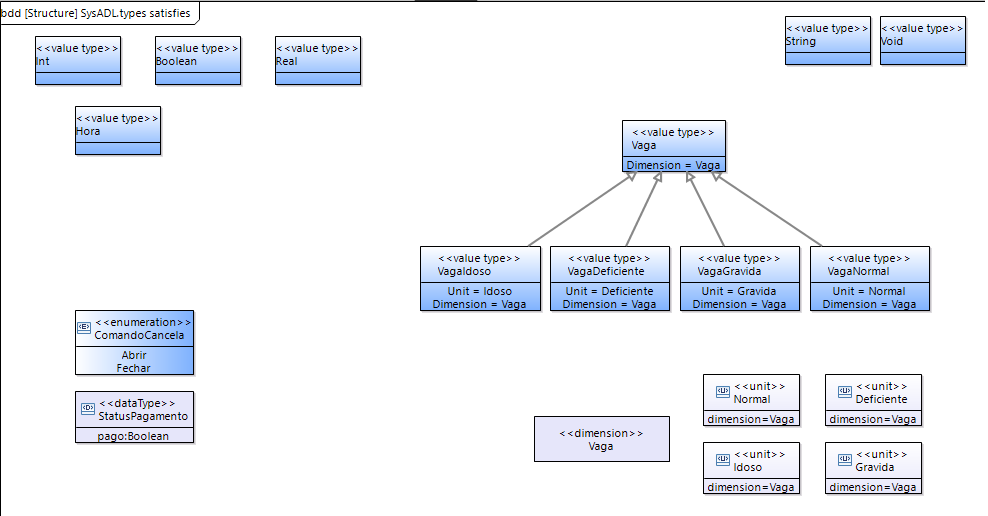 bdd [Structure] SysADL.types satisfies
<<value type>>
Int
<<value type>>
Boolean
<<value type>>
Real
<<value type>>
String
<<value type>>
Void
<<value type>>
Hora
<<value type>>
Vaga
Dimension = Vaga
<<value type>>
VagaIdoso
Unit = Idoso
Dimension = Vaga
<<value type>>
VagaDeficiente
Unit = Deficiente
Dimension = Vaga
<<value type>>
VagaGravida
Unit = Gravida
Dimension = Vaga
<<value type>>
VagaNormal
Unit = Normal
Dimension = Vaga
<E> <<enumeration>>
ComandoCancela
Abrir
Fechar
<D> <<dataType>>
StatusPagamento
pago:Boolean
<<dimension>>
Vaga
<U> <<unit>>
Normal
dimension=Vaga
<U> <<unit>>
Deficiente
dimension=Vaga
<U> <<unit>>
Idoso
dimension=Vaga
<U> <<unit>>
Gravida
dimension=Vaga